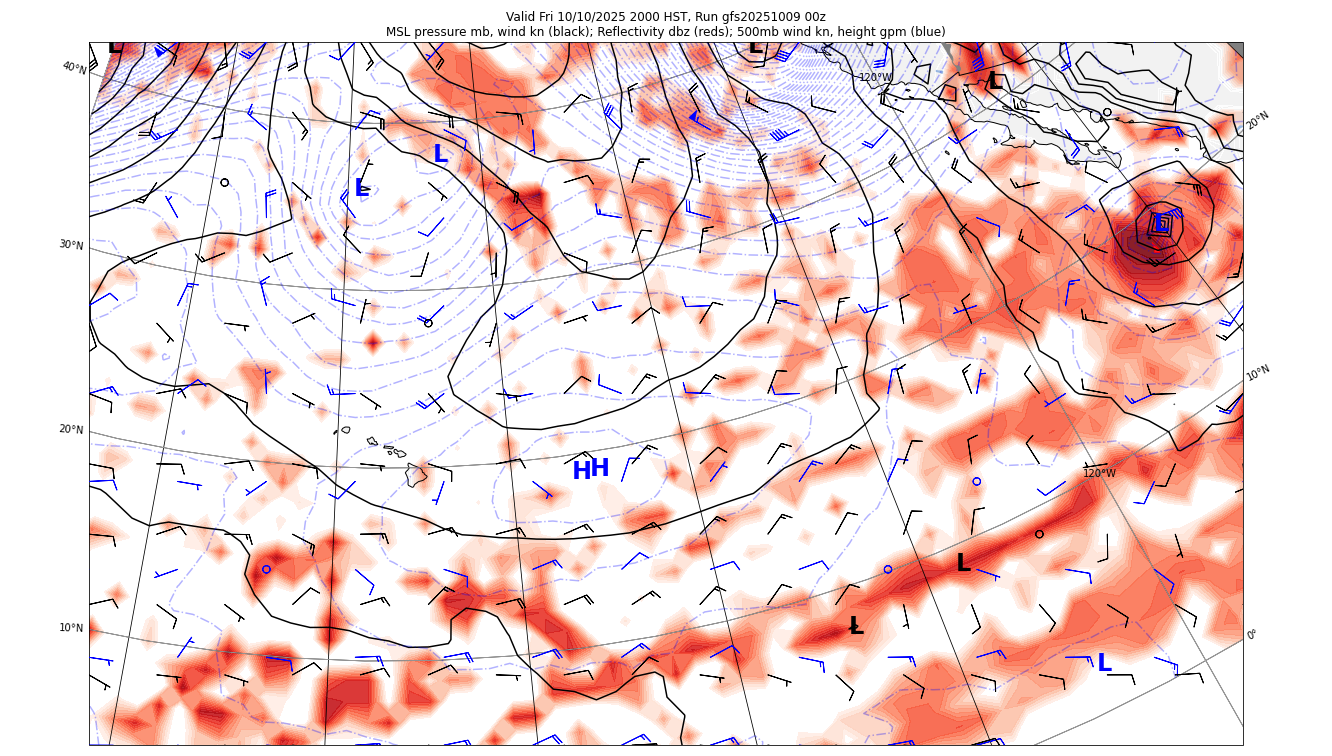 Valid Fri 10/10/2025 2000 HST, Run gfs20251009 00z
MSL pressure mb, wind kn (black); Reflectivity dbz (reds); 500mb wind kn, height gpm (blue)
L
L
40°N
120°W
L
20°N
L
L
L
30°N
10°N
20°N
H
H
120°W
L
L
10°N
0°
L